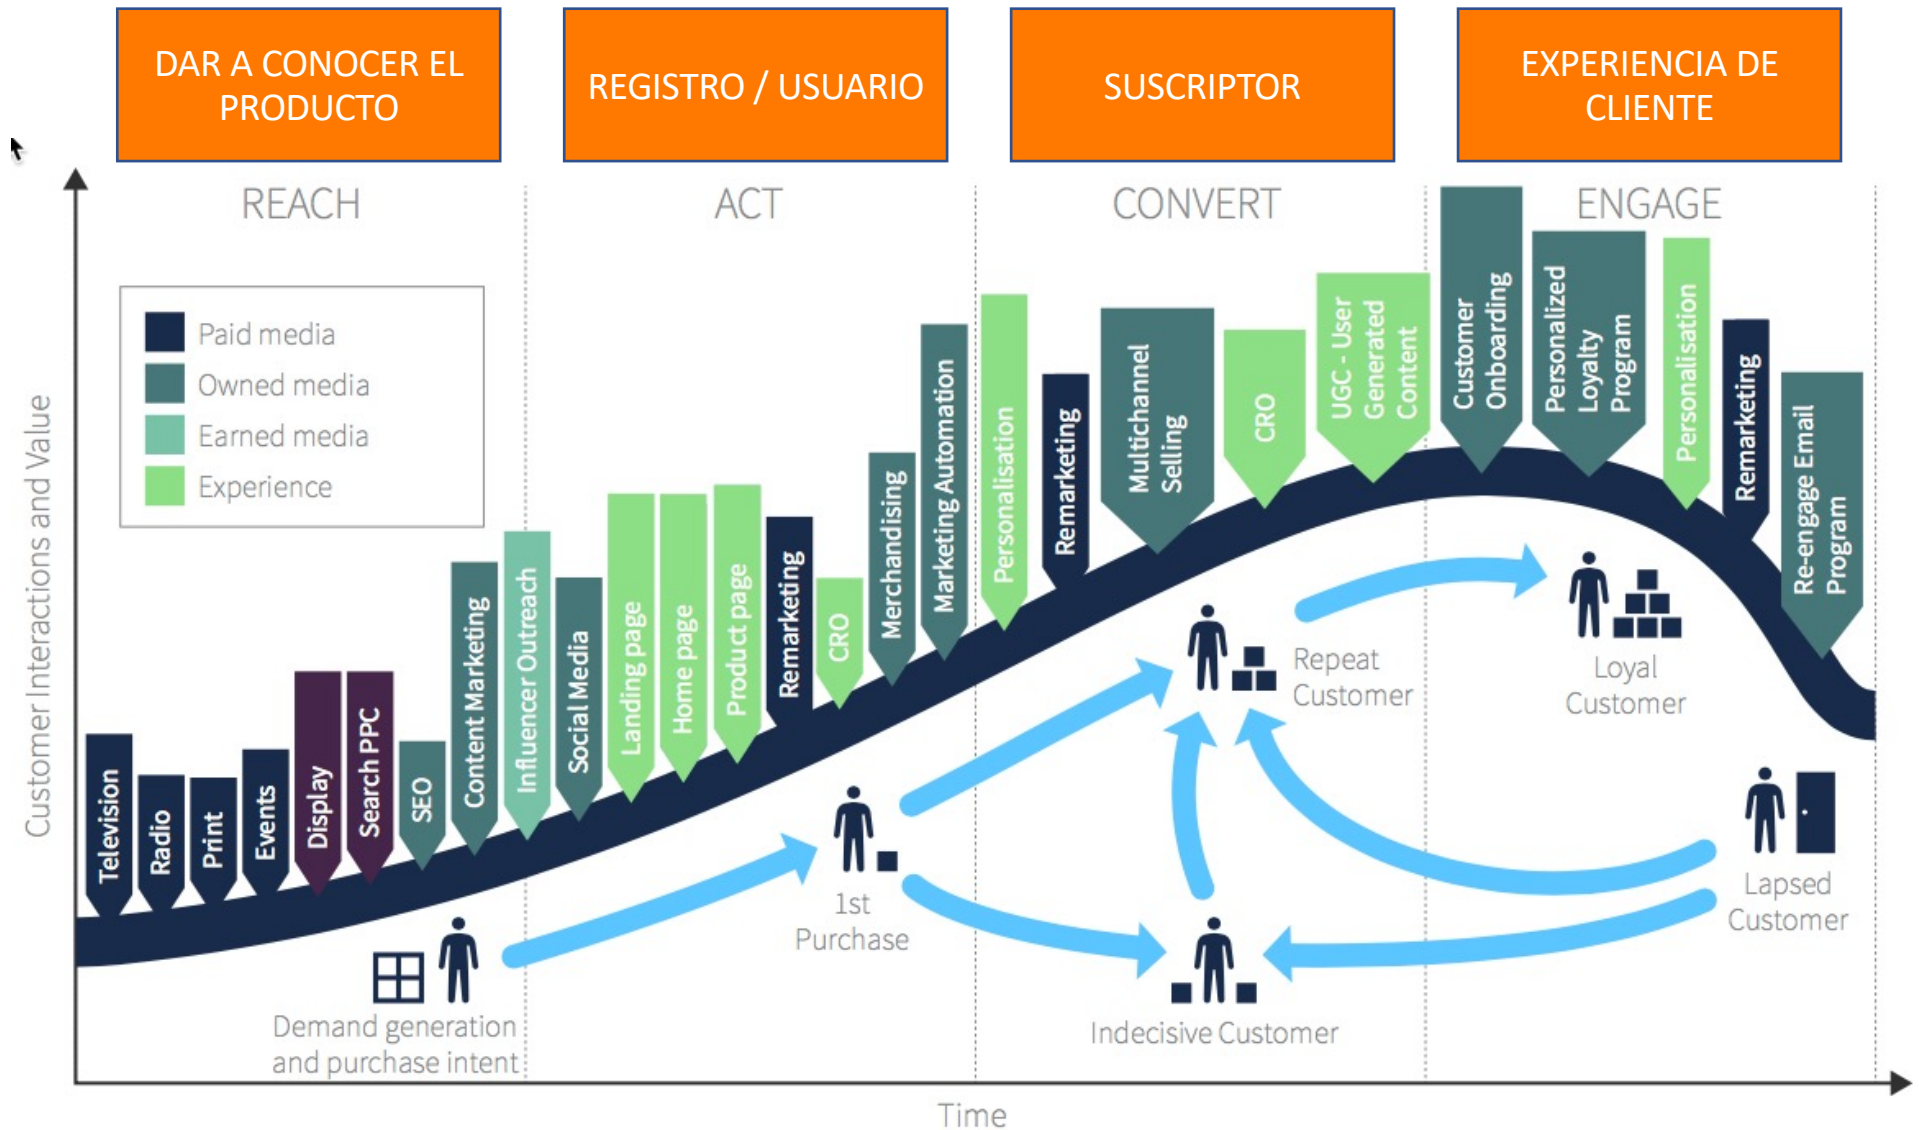 DAR A CONOCER EL
PRODUCTO
REGISTRO / USUARIO
SUSCRIPTOR
EXPERIENCIA DE
CLIENTE
REACH
ACT
CONVERT
ENGAGE
Paid media
Owned media
Earned media
Experience
Customer Interactions and Value
Television
Radio
Print
Events
Display
Search PPC
SEO
Content Marketing
Influencer Outreach
Social Media
Landing page
Home page
Product page
Remarketing
CRO
Merchandising
Marketing Automation
Personalisation
Remarketing
Multichannel
Selling
CRO
UGC - User
Generated
Content
Customer
Onboarding
Personalized
Loyalty
Program
Personalisation
Remarketing
Re-engage Email
Program
Demand generation
and purchase intent
1st
Purchase
Repeat
Customer
Indecisive Customer
Loyal
Customer
Lapsed
Customer
Time